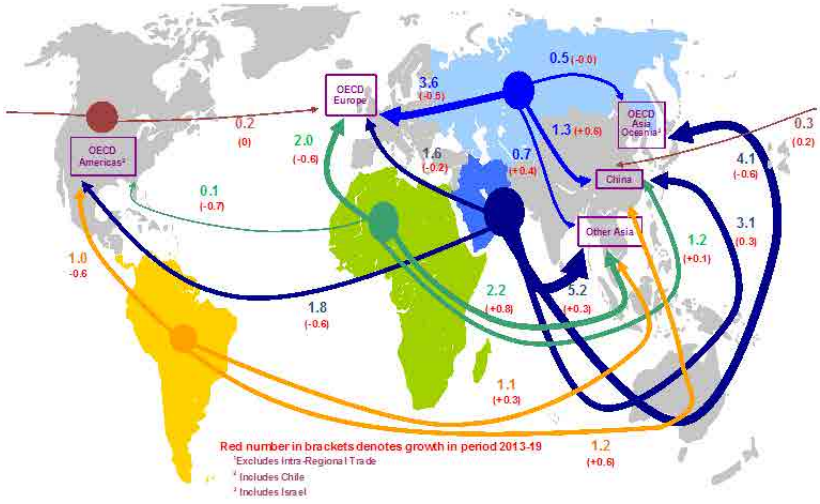 0.5 (-0.0)
OECD
Europe
3.6
(-0.5)
OECD
Asia
Oceania³
0.2
(0)
2.0
(-0.6)
1.3 (+0.6)
0.3
(0.2)
OECD
Americas²
1.6
(-0.2)
0.7
(+0.4)
4.1
(-0.6)
China
0.1
(-0.7)
3.1
(0.3)
Other Asia
1.2
(+0.1)
1.0
-0.6
1.8
(-0.6)
2.2
(+0.8)
5.2
(+0.3)
1.1
(+0.3)
1.2
(+0.6)
Red number in brackets denotes growth in period 2013-19
¹Excludes Intra-Regional Trade
² Includes Chile
³ Includes Israel